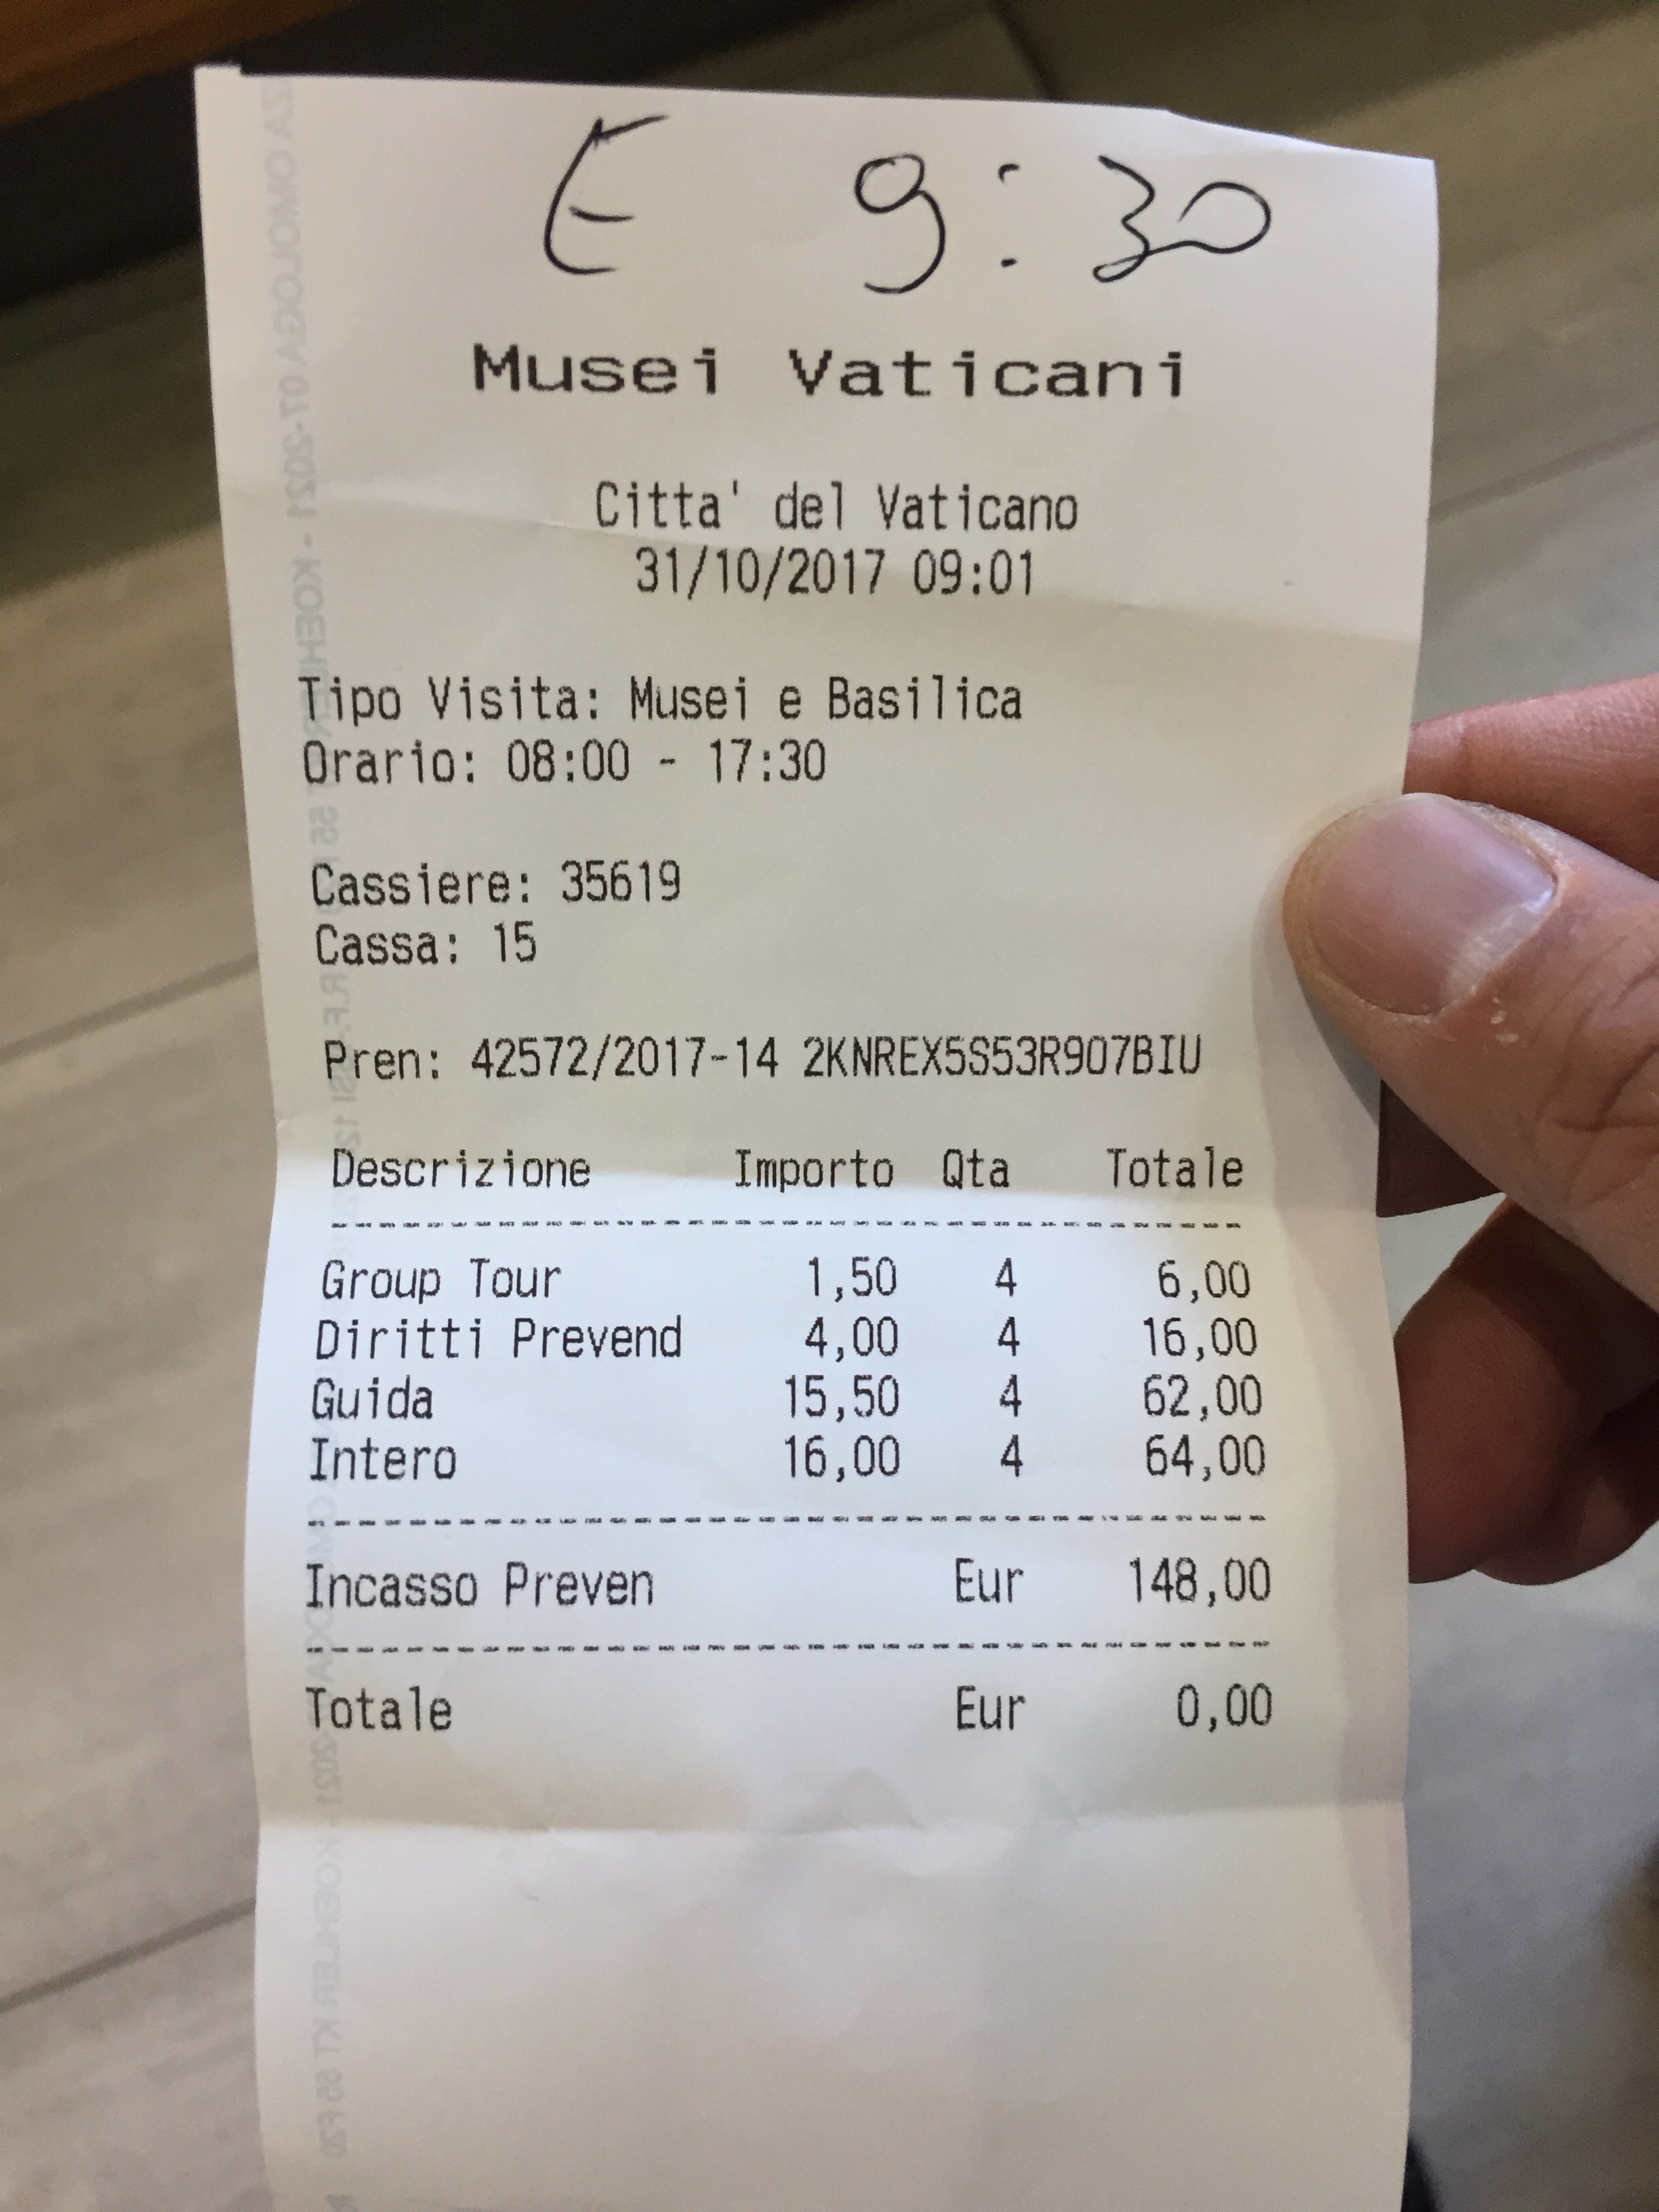 E 9:30
Musei Vaticani
Citta' del Vaticano
31/10/2017 09:01
Tipo Visita: Musei e Basilica
Orario: 08:00 - 17:30
Cassiere: 35619
Cassa: 15
Pren: 42572/2017-14 2KNREX5S53R907BIU
Descrizione Importo Qta Totale
Group Tour 1,50 4 6,00
Diritti Prevend 4,00 4 16,00
Guida 15,50 4 62,00
Intero 16,00 4 64,00
Incasso Preven Eur 148,00
Totale Eur 0,00